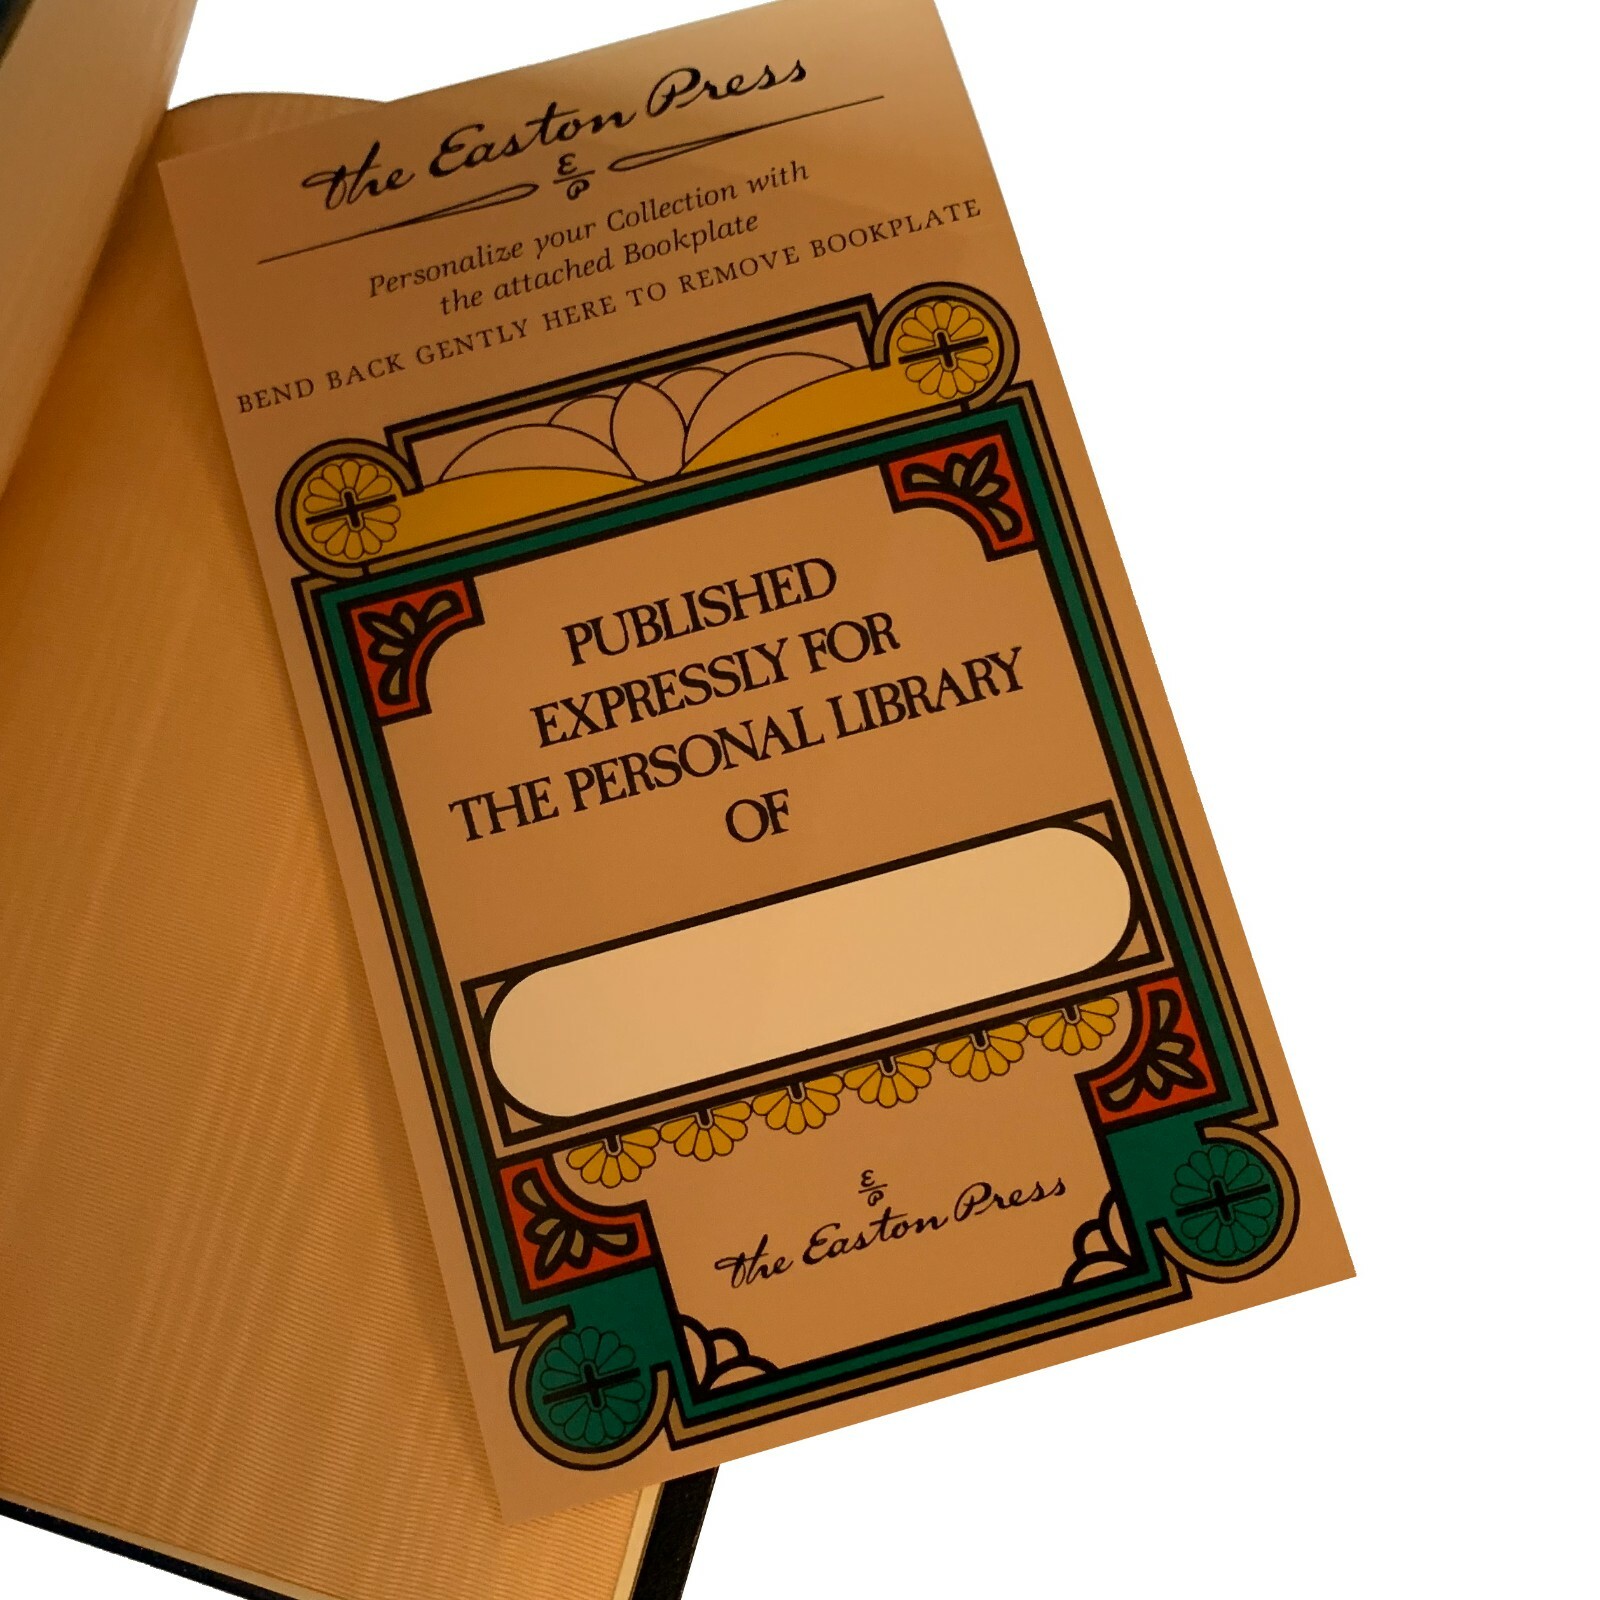 The Easton Press
E
P
Personalize your Collection with
the attached Bookplate
BEND BACK GENTLY HERE TO REMOVE BOOKPLATE
PUBLISHED
EXPRESSLY FOR
THE PERSONAL LIBRARY
OF
E
P
The Easton Press